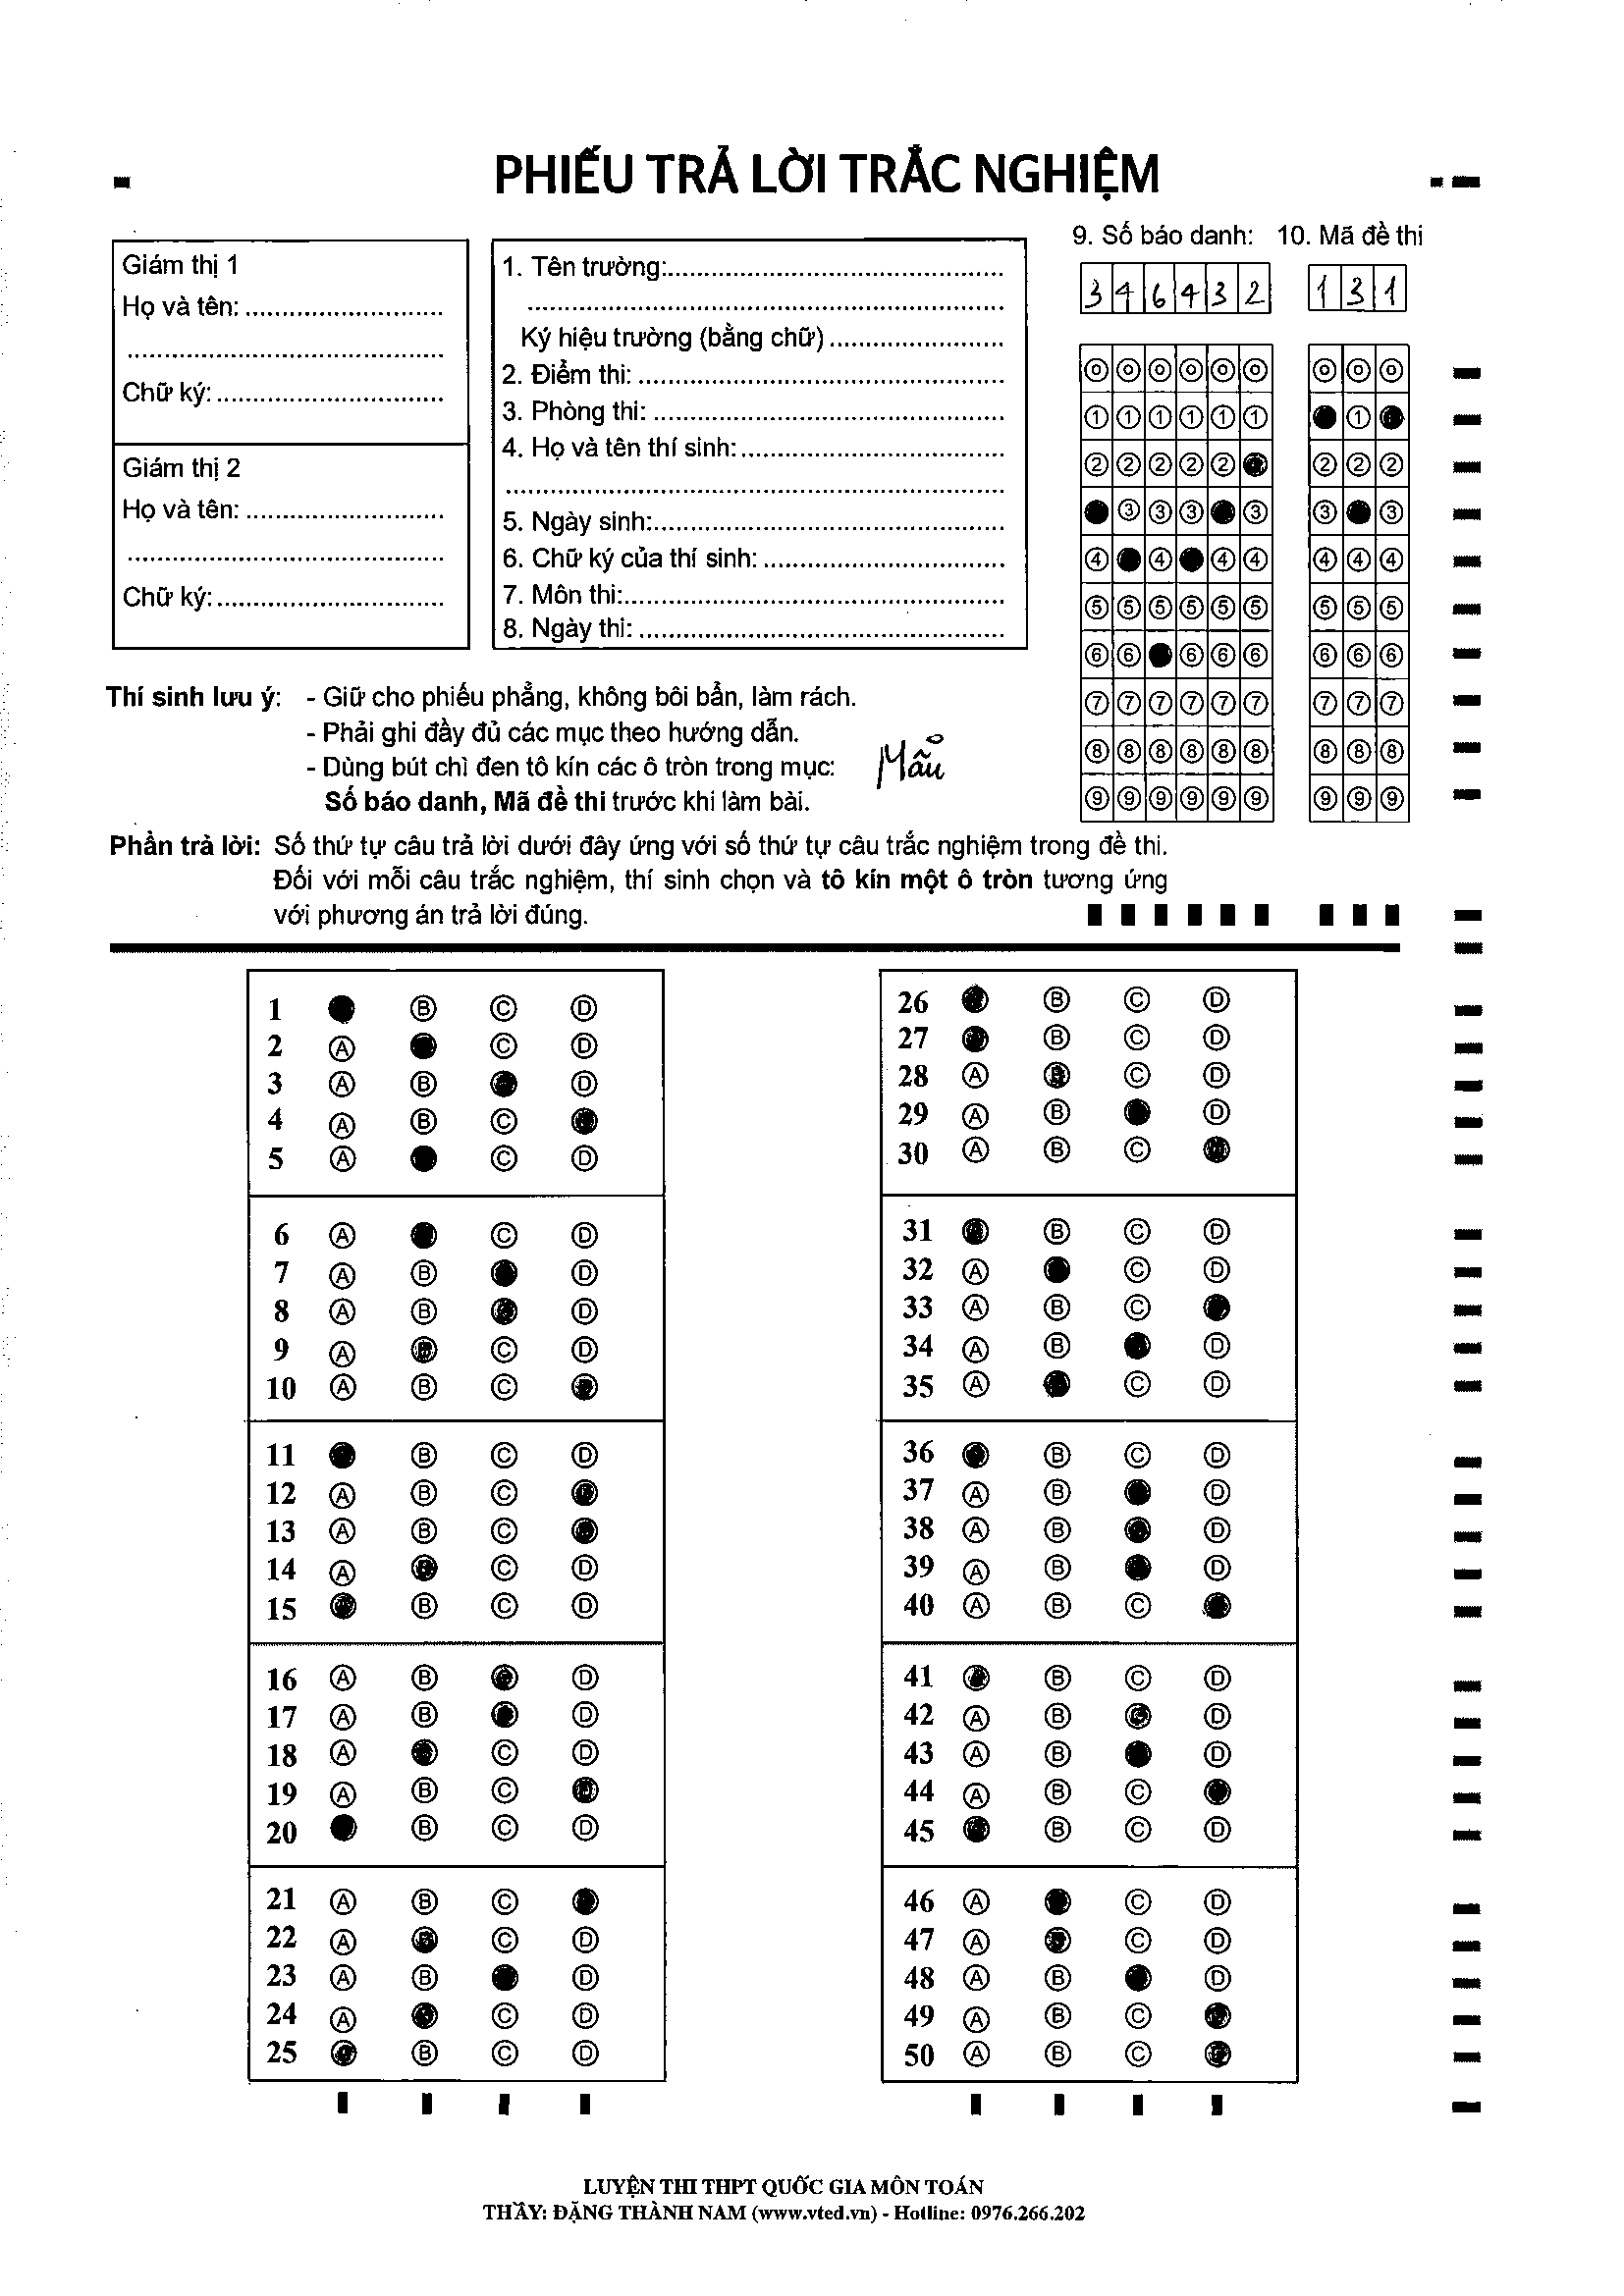 PHIẾU TRẢ LỜI TRẮC NGHIỆM
Giám thị 1
Họ và tên: ...........................
...........................................
Chữ ký: ...............................
Giám thị 2
Họ và tên: ...........................
...........................................
Chữ ký: ...............................
1. Tên trường:..............................................
.................................................................
Ký hiệu trường (bằng chữ)........................
2. Điểm thi: ..................................................
3. Phòng thi: ................................................
4. Họ và tên thí sinh:....................................
.................................................................
5. Ngày sinh:................................................
6. Chữ ký của thí sinh: .................................
7. Môn thi:....................................................
8. Ngày thi: ..................................................
9. Số báo danh: 10. Mã đề thi
3 4 6 4 3 2 1 3 1
0 0 0 0 0 0 0 0 0
1 1 1 1 1 1 1
2 2 2 2 2 2 2 2
3 3 3 3 3 3
4 4 4 4 4 4 4
5 5 5 5 5 5 5 5 5
6 6 6 6 6 6 6 6
7 7 7 7 7 7 7 7 7
8 8 8 8 8 8 8 8 8
9 9 9 9 9 9 9 9 9
Thí sinh lưu ý: - Giữ cho phiếu phẳng, không bôi bẩn, làm rách.
- Phải ghi đầy đủ các mục theo hướng dẫn.
- Dùng bút chì đen tô kín các ô tròn trong mục:
Số báo danh, Mã đề thi trước khi làm bài.
Mẫu
Phần trả lời: Số thứ tự câu trả lời dưới đây ứng với số thứ tự câu trắc nghiệm trong đề thi.
Đối với mỗi câu trắc nghiệm, thí sinh chọn và tô kín một ô tròn tương ứng
với phương án trả lời đúng.
1 B C D
2 A C D
3 A B D
4 A B C
5 A C D
6 A C D
7 A B D
8 A B D
9 A B C D
10 A B C
11 B C D
12 A B C
13 A B C
14 A C D
15 B C D
16 A B D
17 A B D
18 A C D
19 A B C
20 B C D
21 A B C
22 A C D
23 A B D
24 A C D
25 B C D
26 B C D
27 B C D
28 A B C D
29 A B D
30 A B C
31 B C D
32 A C D
33 A B C
34 A B D
35 A C D
36 B C D
37 A B D
38 A B D
39 A B D
40 A B C
41 B C D
42 A B C D
43 A B D
44 A B C
45 B C D
46 A C D
47 A C D
48 A B D
49 A B C
50 A B C
LUYỆN THI THPT QUỐC GIA MÔN TOÁN
THẦY: ĐẶNG THÀNH NAM (www.vted.vn) - Hotline: 0976.266.202